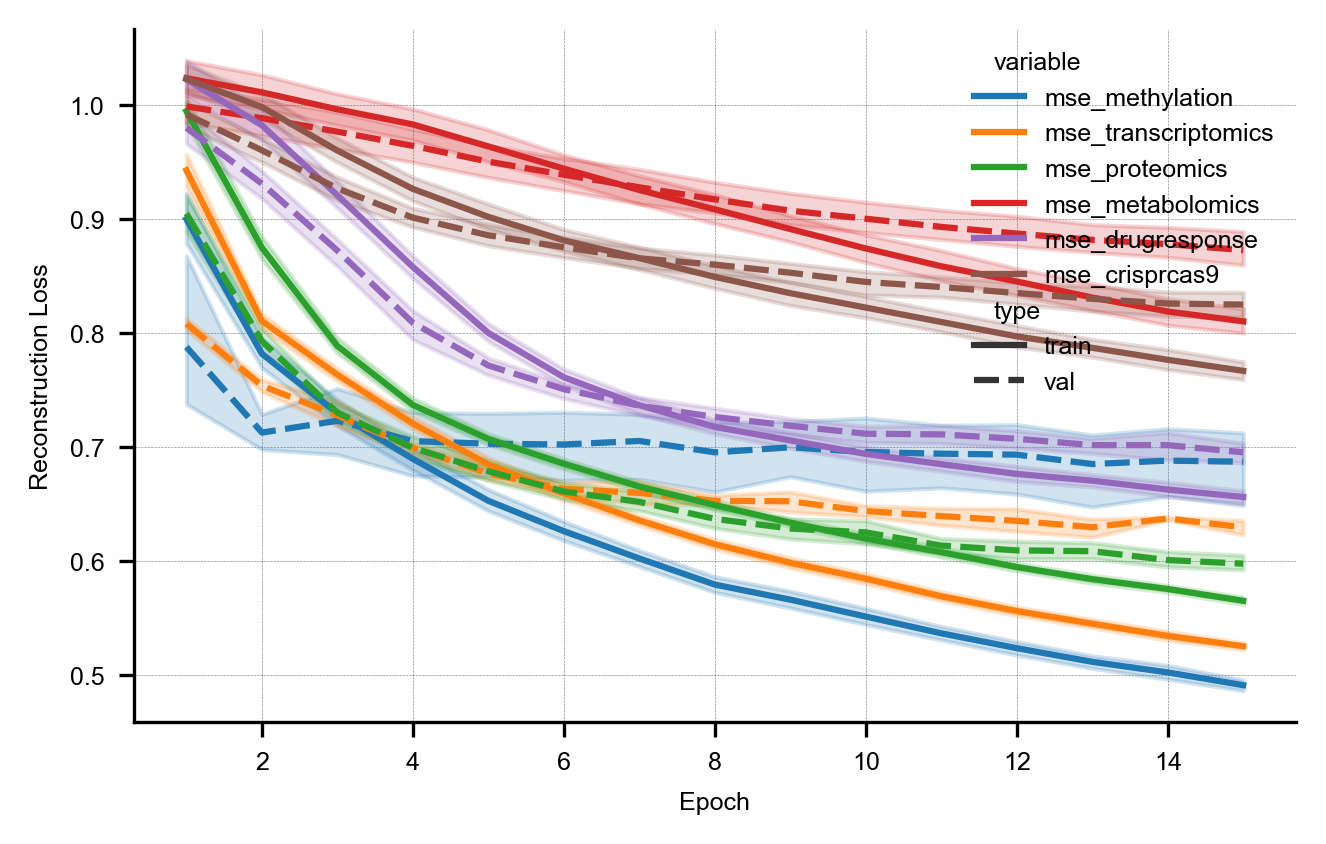 1.0
0.9
0.8
0.7
0.6
0.5
Reconstruction Loss
2 4 6 8 10 12 14
Epoch
variable
mse_methylation
mse_transcriptomics
mse_proteomics
mse_metabolomics
mse_drugresponse
mse_crisprcas9
type
train
val